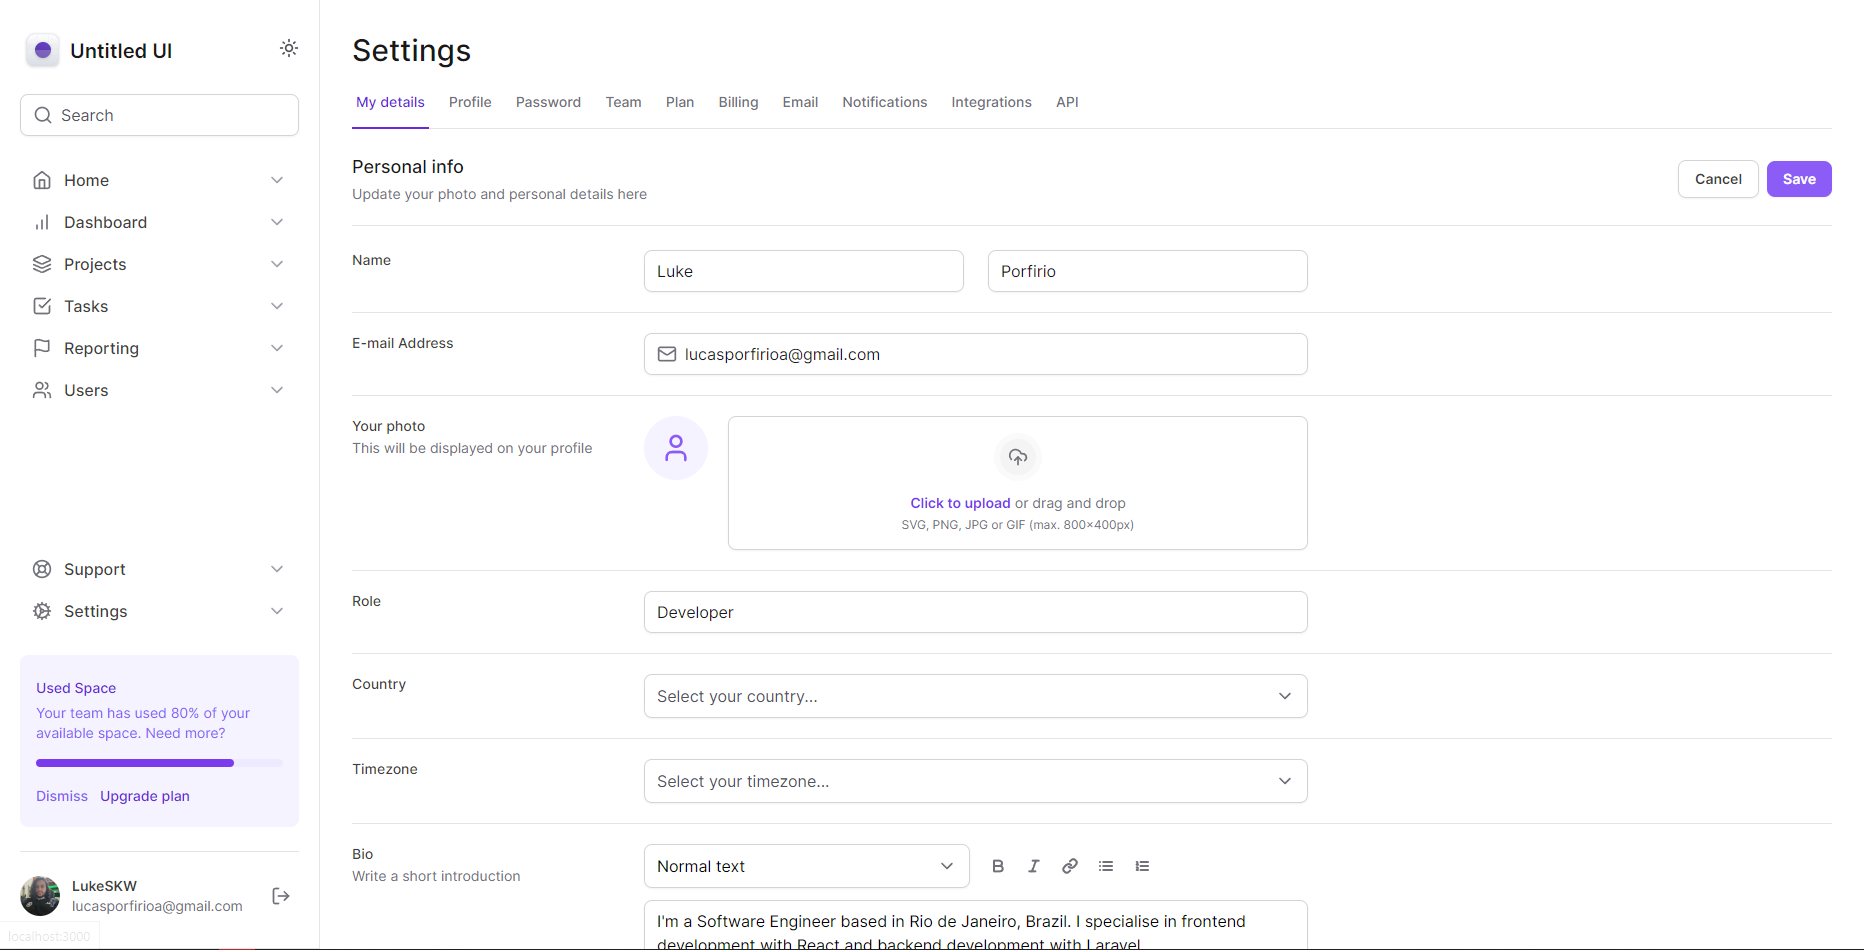 Untitled UI
Search
Home
Dashboard
Projects
Tasks
Reporting
Users
Support
Settings
Used Space
Your team has used 80% of your
available space. Need more?
Dismiss Upgrade plan
LukeSKW
lucasporfirioa@gmail.com
localhost:3000
Settings
My details Profile Password Team Plan Billing Email Notifications Integrations API
Personal info
Update your photo and personal details here
Cancel Save
Name
Luke Porfirio
E-mail Address
lucasporfirioa@gmail.com
Your photo
This will be displayed on your profile
Click to upload or drag and drop
SVG, PNG, JPG or GIF (max. 800×400px)
Role
Developer
Country
Select your country...
Timezone
Select your timezone...
Bio
Write a short introduction
Normal text
I'm a Software Engineer based in Rio de Janeiro, Brazil. I specialise in frontend
development with React and backend development with Laravel.